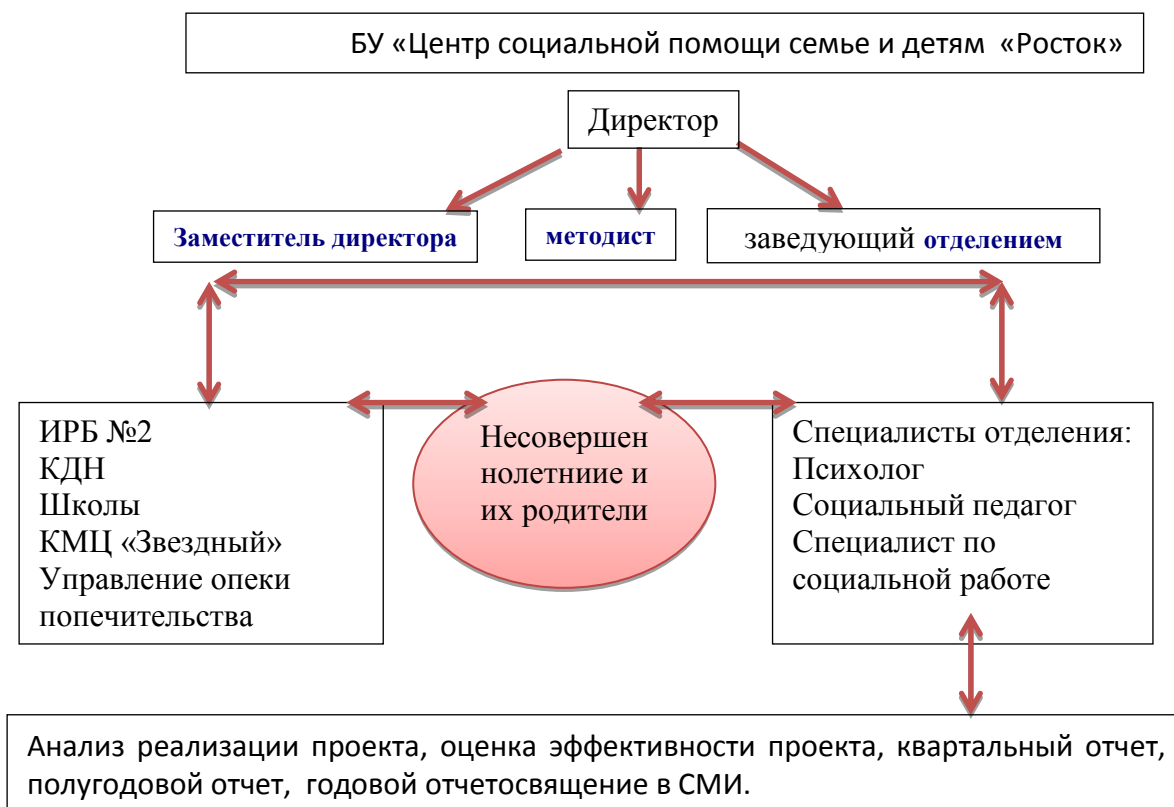 БУ «Центр социальной помощи семье и детям «Росток»
Директор
Заместитель директора
методист
заведующий отделением
ИРБ №2
КДН
Школы
КМЦ «Звездный»
Управление опеки
попечительства
Несовершен
нолетниие и
их родители
Специалисты отделения:
Психолог
Социальный педагог
Специалист по
социальной работе
Анализ реализации проекта, оценка эффективности проекта, квартальный отчет,
полугодовой отчет, годовой отчетосвящение в СМИ.